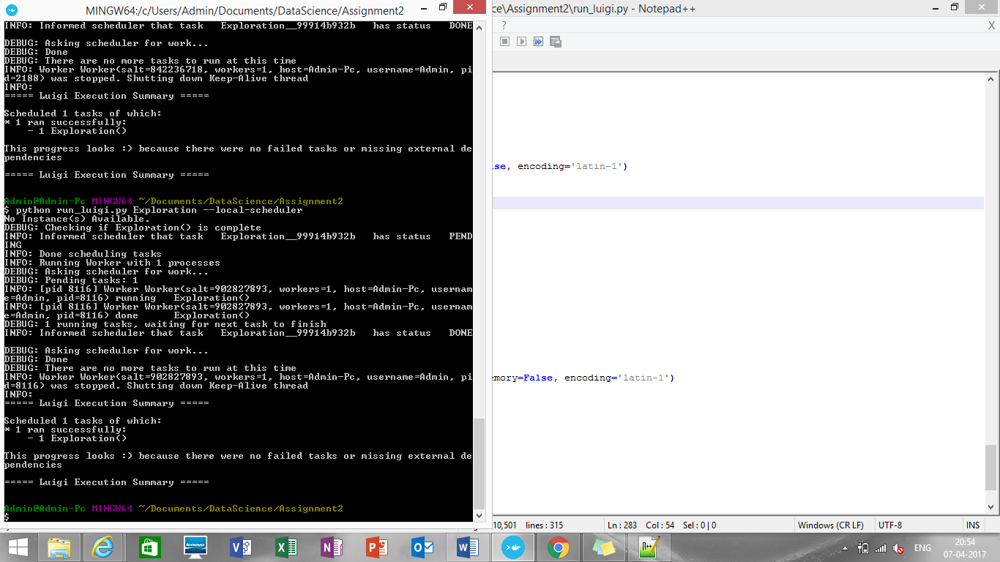 MINGW64:/c/Users/Admin/Documents/DataScience/Assignment2
INFO: Informed scheduler that task   Exploration__99914b932b   has status   DONE
DEBUG: Asking scheduler for work...
DEBUG: Done
DEBUG: There are no more tasks to run at this time
INFO: Worker Worker(salt=842236718, workers=1, host=Admin-Pc, username=Admin, pi
d=2188) was stopped. Shutting down Keep-Alive thread
INFO:
===== Luigi Execution Summary =====
Scheduled 1 tasks of which:
* 1 ran successfully:
    - 1 Exploration()
This progress looks :) because there were no failed tasks or missing external de
pendencies
===== Luigi Execution Summary =====
Admin@Admin-Pc MINGW64 ~/Documents/DataScience/Assignment2
$ python run_luigi.py Exploration --local-scheduler
No Instance(s) Available.
DEBUG: Checking if Exploration() is complete
INFO: Informed scheduler that task   Exploration__99914b932b   has status   PEND
ING
INFO: Done scheduling tasks
INFO: Running Worker with 1 processes
DEBUG: Asking scheduler for work...
DEBUG: Pending tasks: 1
INFO: [pid 8116] Worker Worker(salt=902827893, workers=1, host=Admin-Pc, usernam
e=Admin, pid=8116) running   Exploration()
INFO: [pid 8116] Worker Worker(salt=902827893, workers=1, host=Admin-Pc, usernam
e=Admin, pid=8116) done      Exploration()
DEBUG: 1 running tasks, waiting for next task to finish
INFO: Informed scheduler that task   Exploration__99914b932b   has status   DONE
DEBUG: Asking scheduler for work...
DEBUG: Done
DEBUG: There are no more tasks to run at this time
INFO: Worker Worker(salt=902827893, workers=1, host=Admin-Pc, username=Admin, pi
d=8116) was stopped. Shutting down Keep-Alive thread
INFO:
===== Luigi Execution Summary =====
Scheduled 1 tasks of which:
* 1 ran successfully:
    - 1 Exploration()
This progress looks :) because there were no failed tasks or missing external de
pendencies
===== Luigi Execution Summary =====
Admin@Admin-Pc MINGW64 ~/Documents/DataScience/Assignment2
$
ce\Assignment2\run_luigi.py - Notepad++
? X
lse, encoding='latin-1')
emory=False, encoding='latin-1')
10,501 lines : 315 Ln : 283 Col : 54 Sel : 0 | 0 Windows (CR LF) UTF-8 INS
lenovo
ENG
20:54
07-04-2017